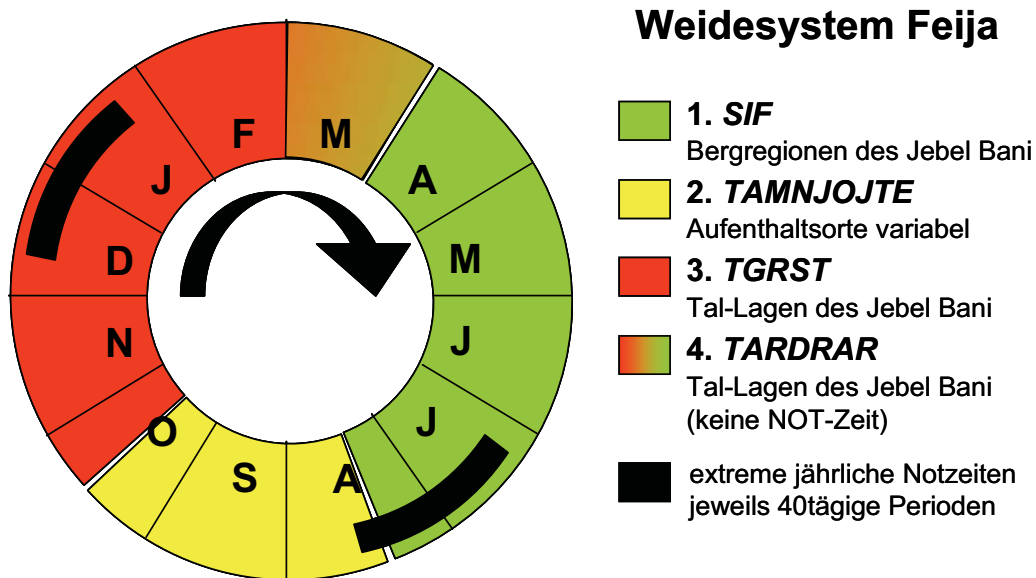 Weidesystem Feija
F
M
A
M
J
J
A
S
O
N
D
J
1. SIF
Bergregionen des Jebel Bani
2. TAMNJOJTE
Aufenthaltsorte variabel
3. TGRST
Tal-Lagen des Jebel Bani
4. TARDRAR
Tal-Lagen des Jebel Bani
(keine NOT-Zeit)
extreme jährliche Notzeiten
jeweils 40tägige Perioden